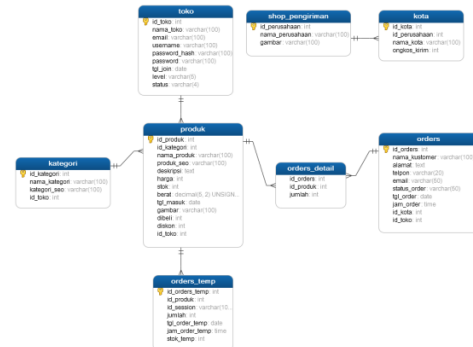 toko
id_toko int
nama_toko varchar(100)
email varchar(100)
username varchar(100)
password_hash varchar(100)
password varchar(100)
tgl_join date
level varchar(5)
status varchar(4)
shop_pengiriman
id_perusahaan int
nama_perusahaan varchar(100)
gambar varchar(100)
kota
id_kota int
id_perusahaan int
nama_kota varchar(100)
ongkos_kirim int
kategori
id_kategori int
nama_kategori varchar(100)
kategori_seo varchar(100)
id_toko int
produk
id_produk int
id_kategori int
nama_produk varchar(100)
produk_seo varchar(100)
deskripsi text
harga int
stok int
berat decimal(5, 2) UNSIGN...
tgl_masuk date
gambar varchar(100)
dibeli int
diskon int
id_toko int
orders_detail
id_orders int
id_produk int
jumlah int
orders
id_orders int
nama_kustomer varchar(100)
alamat text
telpon varchar(20)
email varchar(50)
status_order varchar(50)
tgl_order date
jam_order time
id_kota int
id_toko int
orders_temp
id_orders_temp int
id_produk int
id_session varchar(10...
jumlah int
tgl_order_temp date
jam_order_temp time
stok_temp int